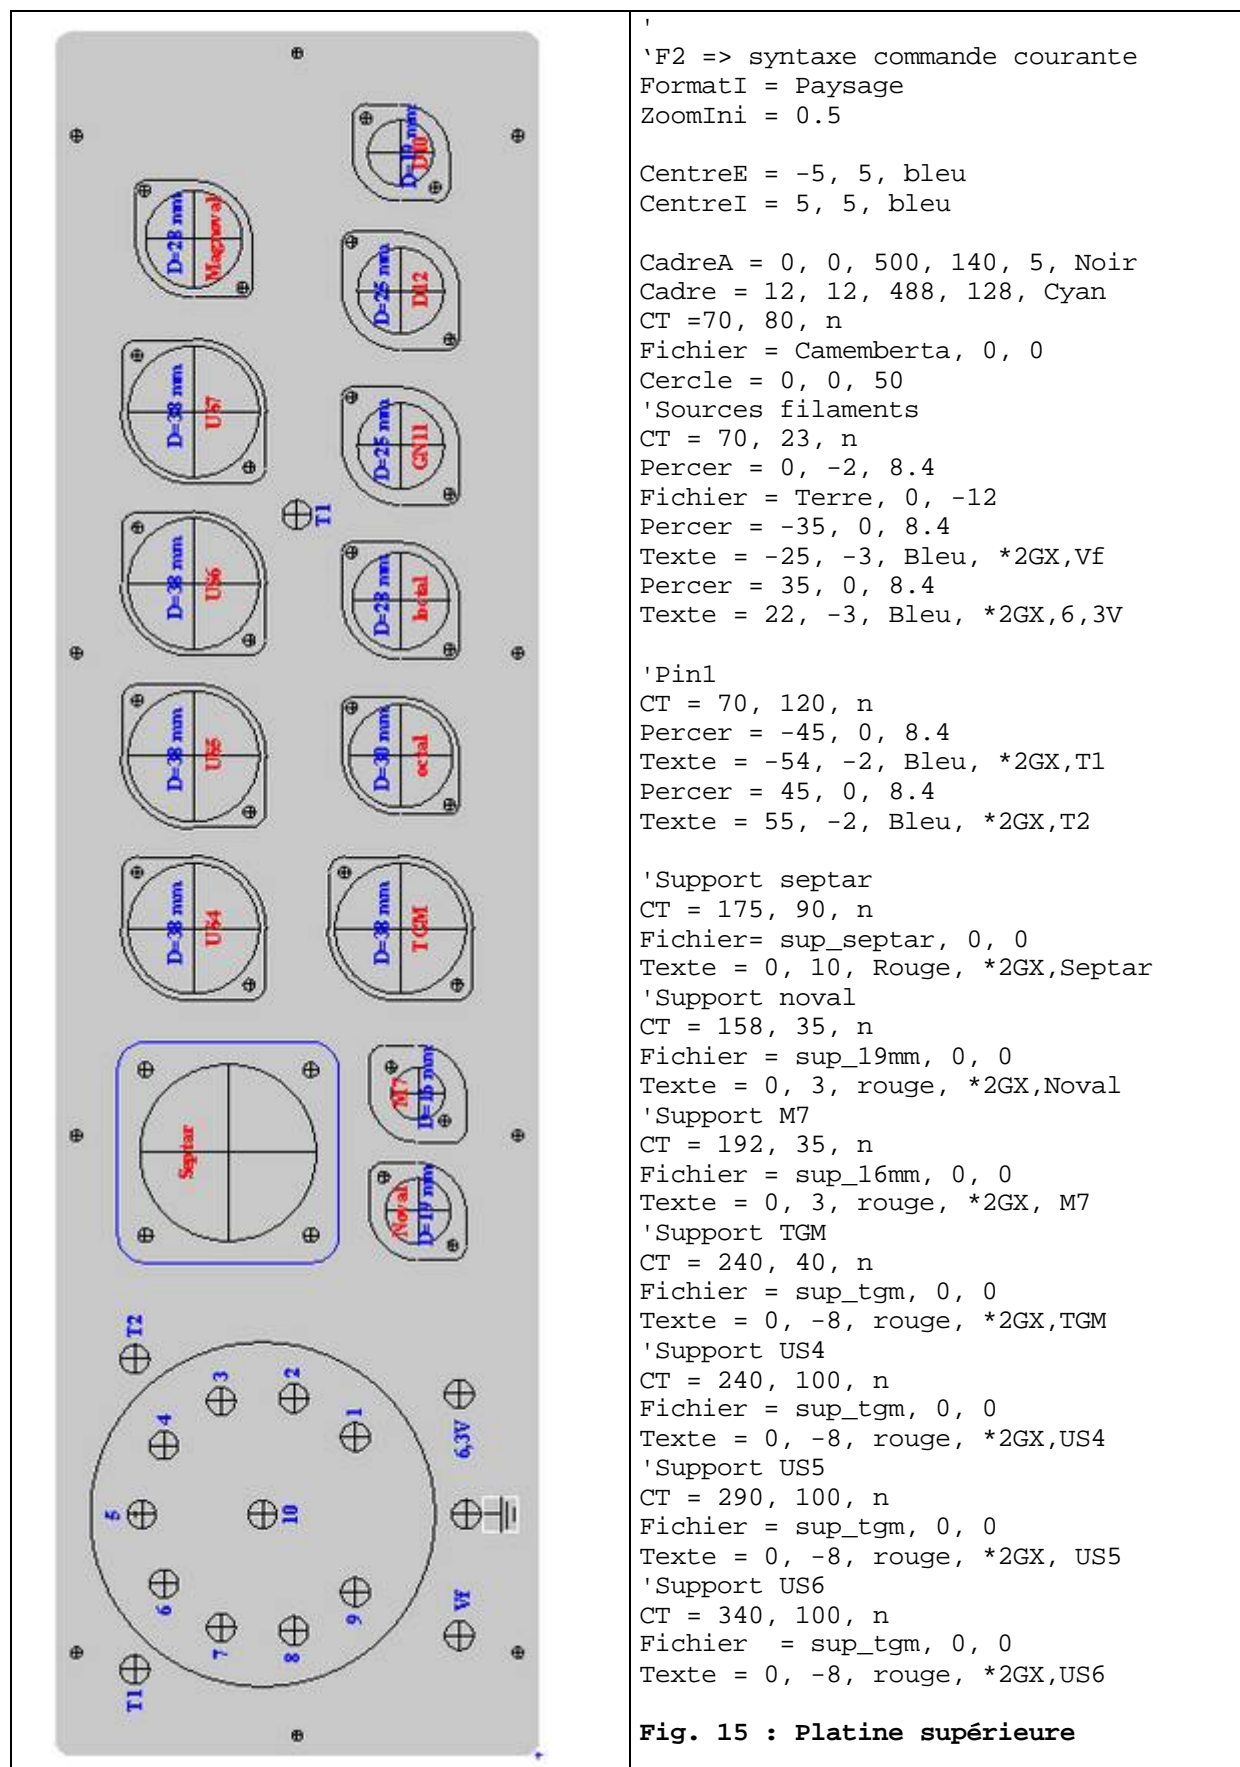 D=19 mm
D10
D=28 mm
Magnoval
D=25 mm
D12
D=38 mm
US7
D=25 mm
GN11
T1
D=38 mm
US6
D=28 mm
loctal
D=38 mm
US5
D=30 mm
octal
D=38 mm
US4
D=38 mm
TGM
Septar
M7
D=16 mm
Noval
D=19 mm
T2
3
2
4
1
6,3V
5
10
6
9
Vf
7
8
T1
'
‘F2 => syntaxe commande courante
FormatI = Paysage
ZoomIni = 0.5
CentreE = -5, 5, bleu
CentreI = 5, 5, bleu
CadreA = 0, 0, 500, 140, 5, Noir
Cadre = 12, 12, 488, 128, Cyan
CT =70, 80, n
Fichier = Camemberta, 0, 0
Cercle = 0, 0, 50
'Sources filaments
CT = 70, 23, n
Percer = 0, -2, 8.4
Fichier = Terre, 0, -12
Percer = -35, 0, 8.4
Texte = -25, -3, Bleu, *2GX,Vf
Percer = 35, 0, 8.4
Texte = 22, -3, Bleu, *2GX,6,3V
'Pin1
CT = 70, 120, n
Percer = -45, 0, 8.4
Texte = -54, -2, Bleu, *2GX,T1
Percer = 45, 0, 8.4
Texte = 55, -2, Bleu, *2GX,T2
'Support septar
CT = 175, 90, n
Fichier= sup_septar, 0, 0
Texte = 0, 10, Rouge, *2GX,Septar
'Support noval
CT = 158, 35, n
Fichier = sup_19mm, 0, 0
Texte = 0, 3, rouge, *2GX,Noval
'Support M7
CT = 192, 35, n
Fichier = sup_16mm, 0, 0
Texte = 0, 3, rouge, *2GX, M7
'Support TGM
CT = 240, 40, n
Fichier = sup_tgm, 0, 0
Texte = 0, -8, rouge, *2GX,TGM
'Support US4
CT = 240, 100, n
Fichier = sup_tgm, 0, 0
Texte = 0, -8, rouge, *2GX,US4
'Support US5
CT = 290, 100, n
Fichier = sup_tgm, 0, 0
Texte = 0, -8, rouge, *2GX, US5
'Support US6
CT = 340, 100, n
Fichier  = sup_tgm, 0, 0
Texte = 0, -8, rouge, *2GX,US6
Fig. 15 : Platine supérieure